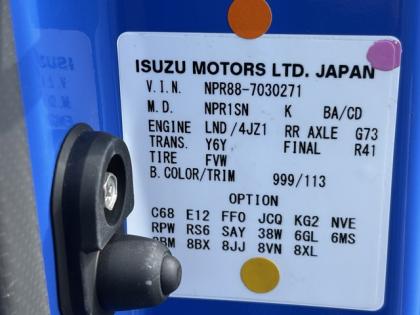 ISUZU MOTORS LTD. JAPAN
V.I.N. NPR88-7030271
M.D. NPR1SN K BA/CD
ENGINE LND/4JZ1 RR AXLE G73
TRANS. Y6Y FINAL R41
TIRE FVW
B.COLOR/TRIM 999/113
OPTION
C68 E12 FFO JCQ KG2 NVE
RPW RS6 SAY 38W 6GL 6MS
8BX 8JJ 8VN 8XL